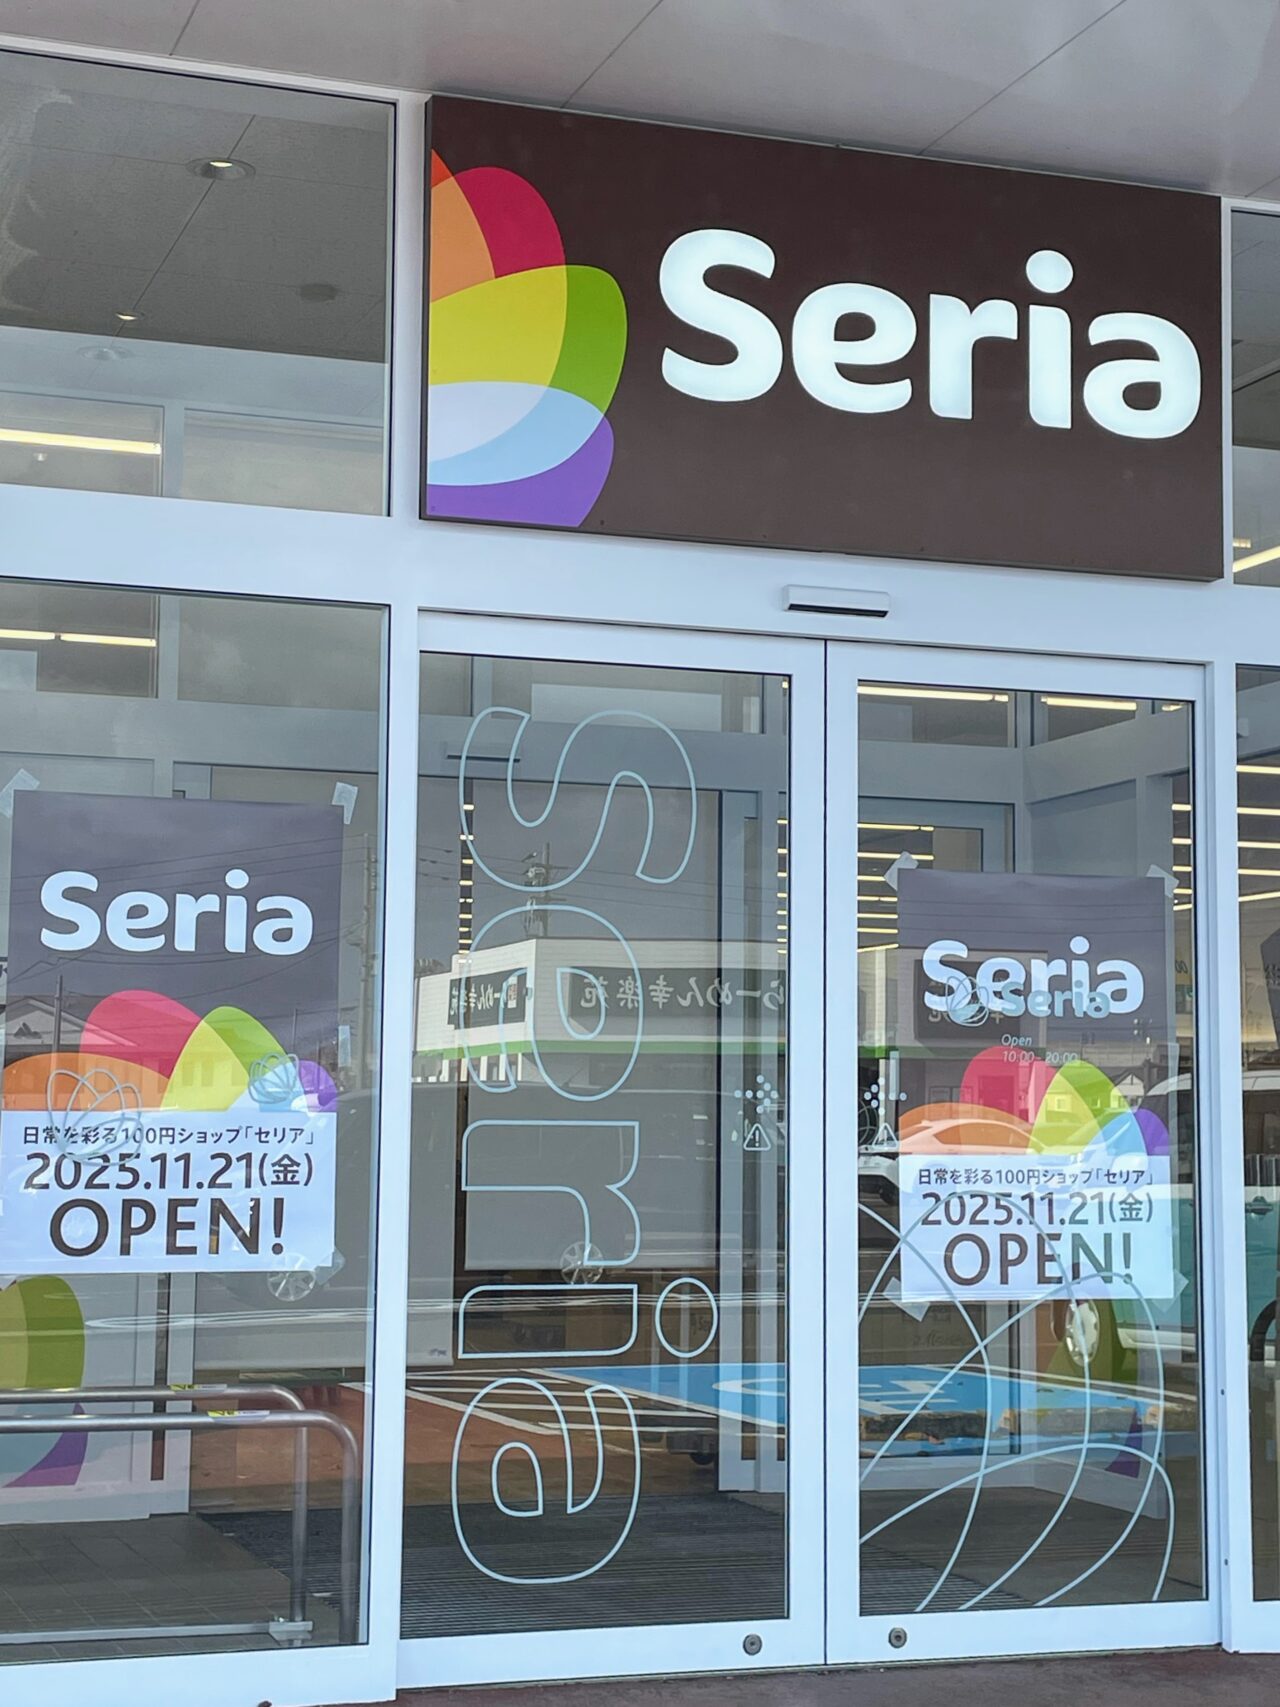 Seria
Seria
日常を彩る100円ショップ「セリア」
2025.11.21(金)
OPEN!
Seria
らーめん幸楽苑
Seria
Seria
Open
10:00 - 20:00
日常を彩る100円ショップ「セリア」
2025.11.21(金)
OPEN!